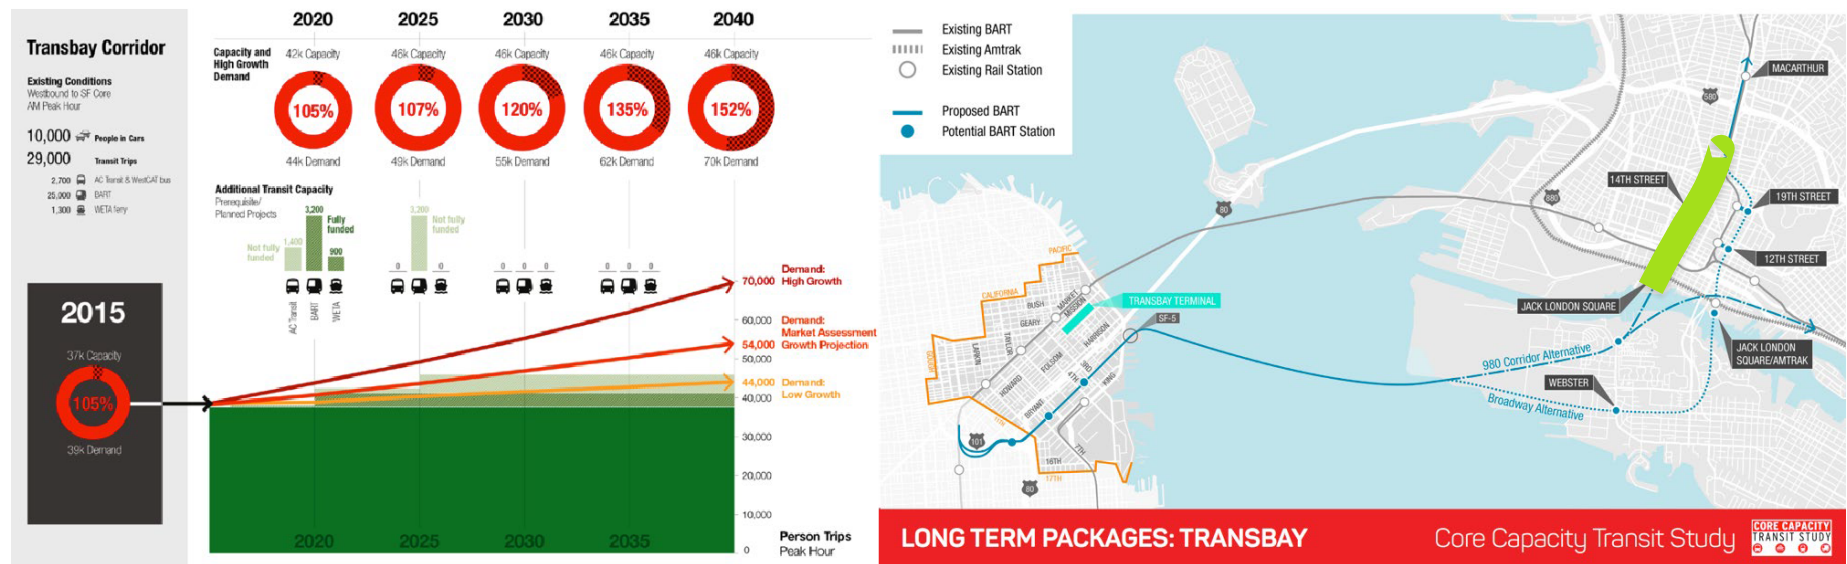 Transbay Corridor
Existing Conditions
Westbound to SF Core
AM Peak Hour
10,000 People in Cars
29,000 Transit Trips
2,700 AC Transit & WestCAT bus
25,000 BART
1,300 WETA ferry
2015
37k Capacity
105%
39k Demand
2020 2025 2030 2035 2040
Capacity and
High Growth
Demand
42k Capacity 46k Capacity 46k Capacity 46k Capacity 46k Capacity
105% 107% 120% 135% 152%
44k Demand 49k Demand 55k Demand 62k Demand 70k Demand
Additional Transit Capacity
Prerequisite/
Planned Projects
Not fully
funded
1,400
3,200
Fully
funded
900
3,200
Not fully
funded
0 0
0 0 0
0 0 0
AC Transit
BART
WETA
70,000
Demand:
High Growth
60,000
Demand:
Market Assessment
54,000 Growth Projection
50,000
44,000 Demand:
Low Growth
40,000
30,000
20,000
10,000
0
2020 2025 2030 2035
Person Trips
Peak Hour
Existing BART
Existing Amtrak
Existing Rail Station
Proposed BART
Potential BART Station
MACARTHUR
580
14TH STREET
19TH STREET
880
80
12TH STREET
PACIFIC
CALIFORNIA
BUSH
MARKET
MISSION
TRANSBAY TERMINAL
JACK LONDON SQUARE
GEARY
SF-5
HARRISON
TAYLOR
LARKIN
GOUGH
FOLSOM
3RD
4TH
KING
HOWARD
BRYANT
JACK LONDON
SQUARE/AMTRAK
980 Corridor Alternative
WEBSTER
Broadway Alternative
101
7TH
16TH
17TH
80
LONG TERM PACKAGES: TRANSBAY
Core Capacity Transit Study
CORE CAPACITY
TRANSIT STUDY